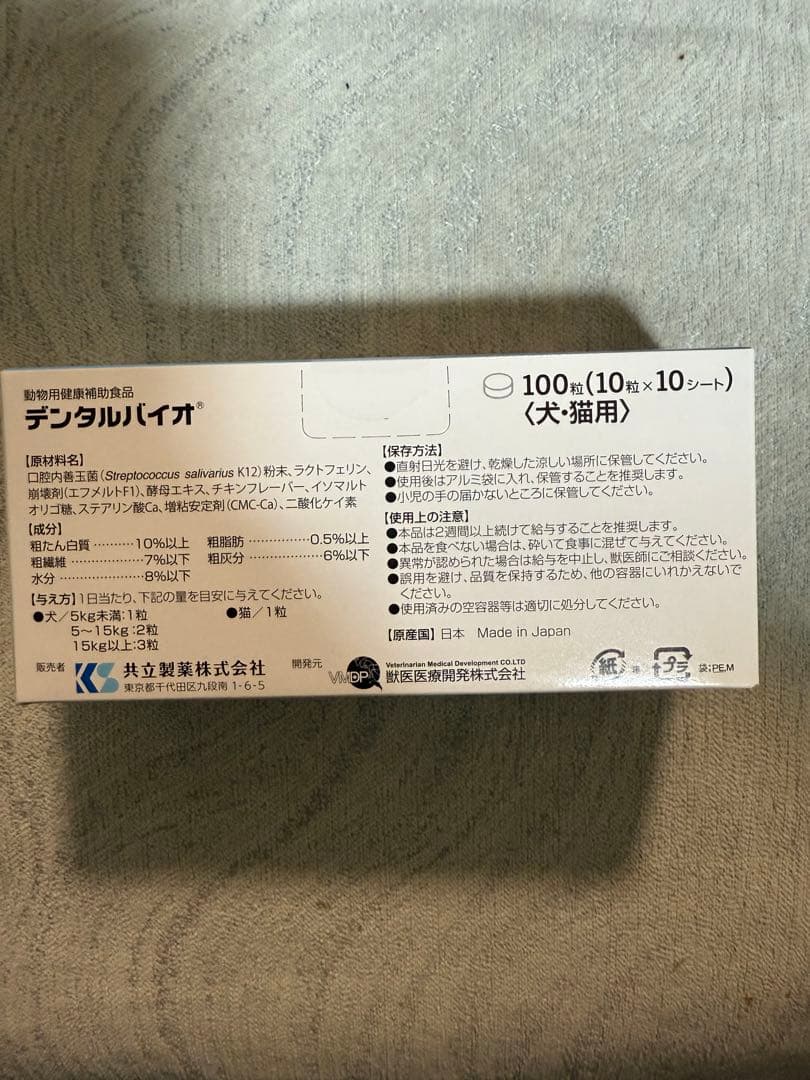 動物用健康補助食品
デンタルバイオ®
100粒(10粒×10シート)
〈犬・猫用〉
【原材料名】
口腔内善玉菌(Streptococcus salivarius K12)粉末、ラクトフェリン、
崩壊剤(エフメルトF1)、酵母エキス、チキンフレーバー、イソマルト
オリゴ糖、ステアリン酸Ca、増粘安定剤(CMC-Ca)、二酸化ケイ素
【成分】
粗たん白質 ············ 10%以上 粗脂肪 ············ 0.5%以上
粗繊維 ············ 7%以下 粗灰分 ············ 6%以下
水分 ············ 8%以下
【与え方】1日当たり、下記の量を目安に与えてください。
●犬/5kg未満:1粒 ●猫/1粒
5〜15kg:2粒
15kg以上:3粒
【保存方法】
●直射日光を避け、乾燥した涼しい場所に保管してください。
●使用後はアルミ袋に入れ、保管することを推奨します。
●小児の手の届かないところに保管してください。
【使用上の注意】
●本品は2週間以上続けて給与することを推奨します。
●本品を食べない場合は、砕いて食事に混ぜて与えてください。
●異常が認められた場合は給与を中止し、獣医師にご相談ください。
●誤用を避け、品質を保持するため、他の容器にいれかえないで
ください。
●使用済みの空容器等は適切に処分してください。
【原産国】日本 Made in Japan
販売者 KS 共立製薬株式会社
東京都千代田区九段南 1-6-5
開発元 VMDP Veterinarian Medical Development CO.LTD
獣医医療開発株式会社
紙 プラ 袋:PE,M